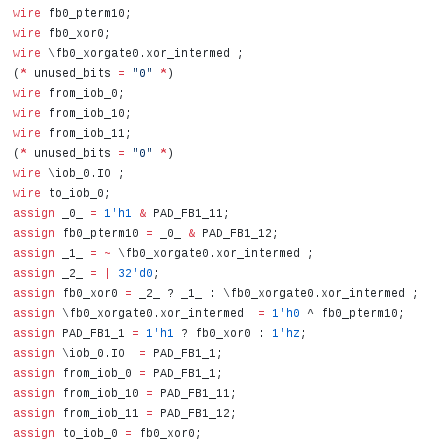 wire fb0_pterm10;
wire fb0_xor0;
wire \fb0_xorgate0.xor_intermed ;
(* unused_bits = "0" *)
wire from_iob_0;
wire from_iob_10;
wire from_iob_11;
(* unused_bits = "0" *)
wire \iob_0.IO ;
wire to_iob_0;
assign _0_ = 1'h1 & PAD_FB1_11;
assign fb0_pterm10 = _0_ & PAD_FB1_12;
assign _1_ = ~ \fb0_xorgate0.xor_intermed ;
assign _2_ = | 32'd0;
assign fb0_xor0 = _2_ ? _1_ : \fb0_xorgate0.xor_intermed ;
assign \fb0_xorgate0.xor_intermed  = 1'h0 ^ fb0_pterm10;
assign PAD_FB1_1 = 1'h1 ? fb0_xor0 : 1'hz;
assign \iob_0.IO  = PAD_FB1_1;
assign from_iob_0 = PAD_FB1_1;
assign from_iob_10 = PAD_FB1_11;
assign from_iob_11 = PAD_FB1_12;
assign to_iob_0 = fb0_xor0;